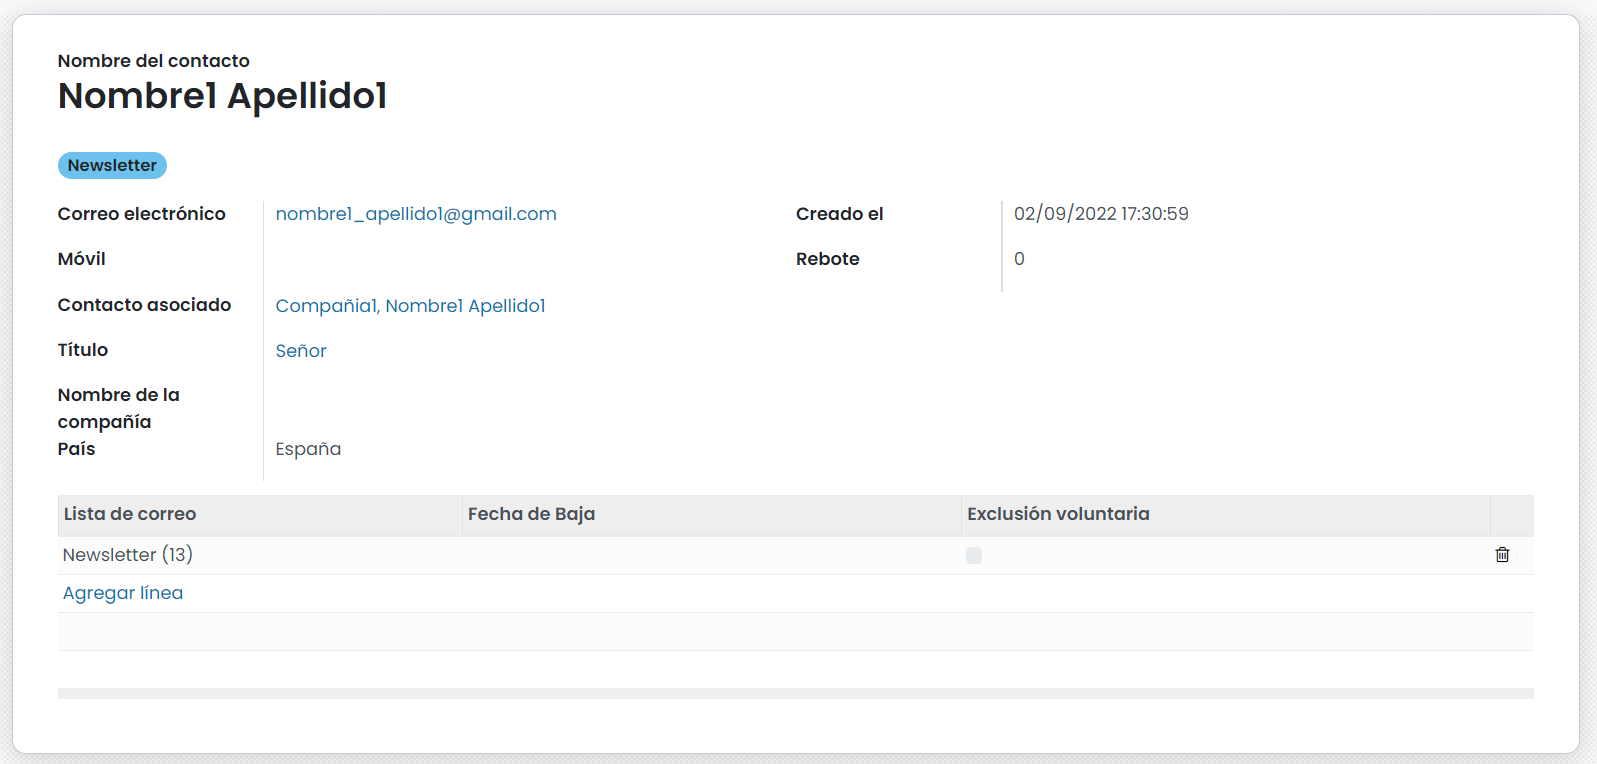 Nombre del contacto
Nombre1 Apellido1
Newsletter
Correo electrónico nombre1_apellido1@gmail.com Creado el 02/09/2022 17:30:59
Móvil Rebote 0
Contacto asociado Compañia1, Nombre1 Apellido1
Título Señor
Nombre de la
compañía
País España
Lista de correo Fecha de Baja Exclusión voluntaria
Newsletter (13)
Agregar línea